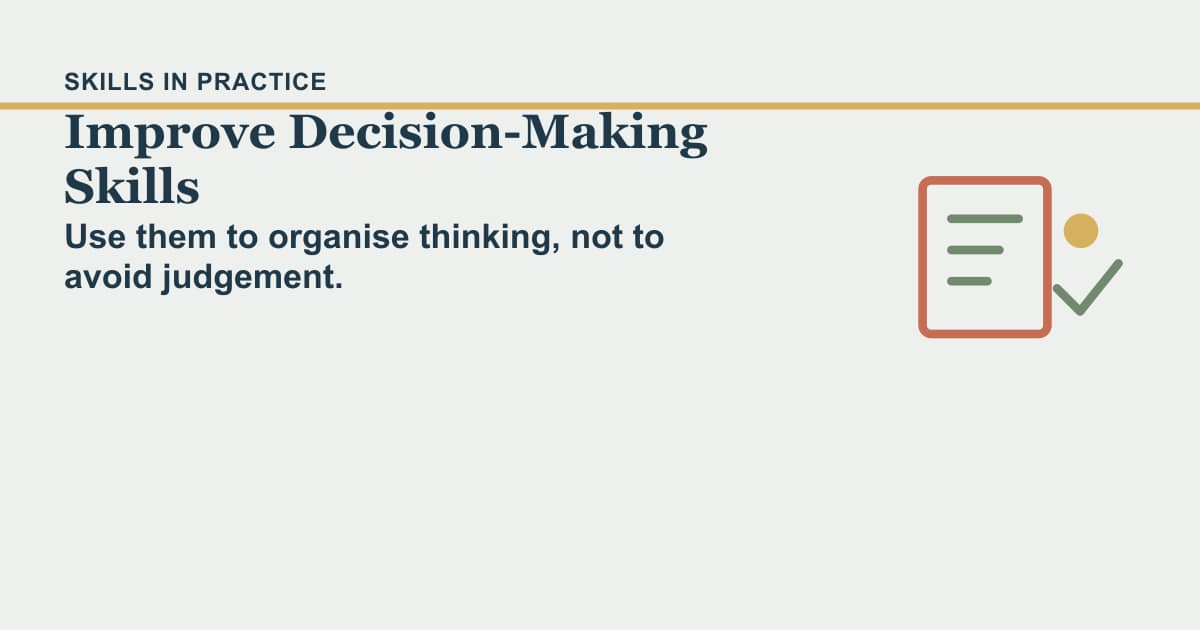 SKILLS IN PRACTICE
Improve Decision-Making
Skills
Use them to organise thinking, not to
avoid judgement.